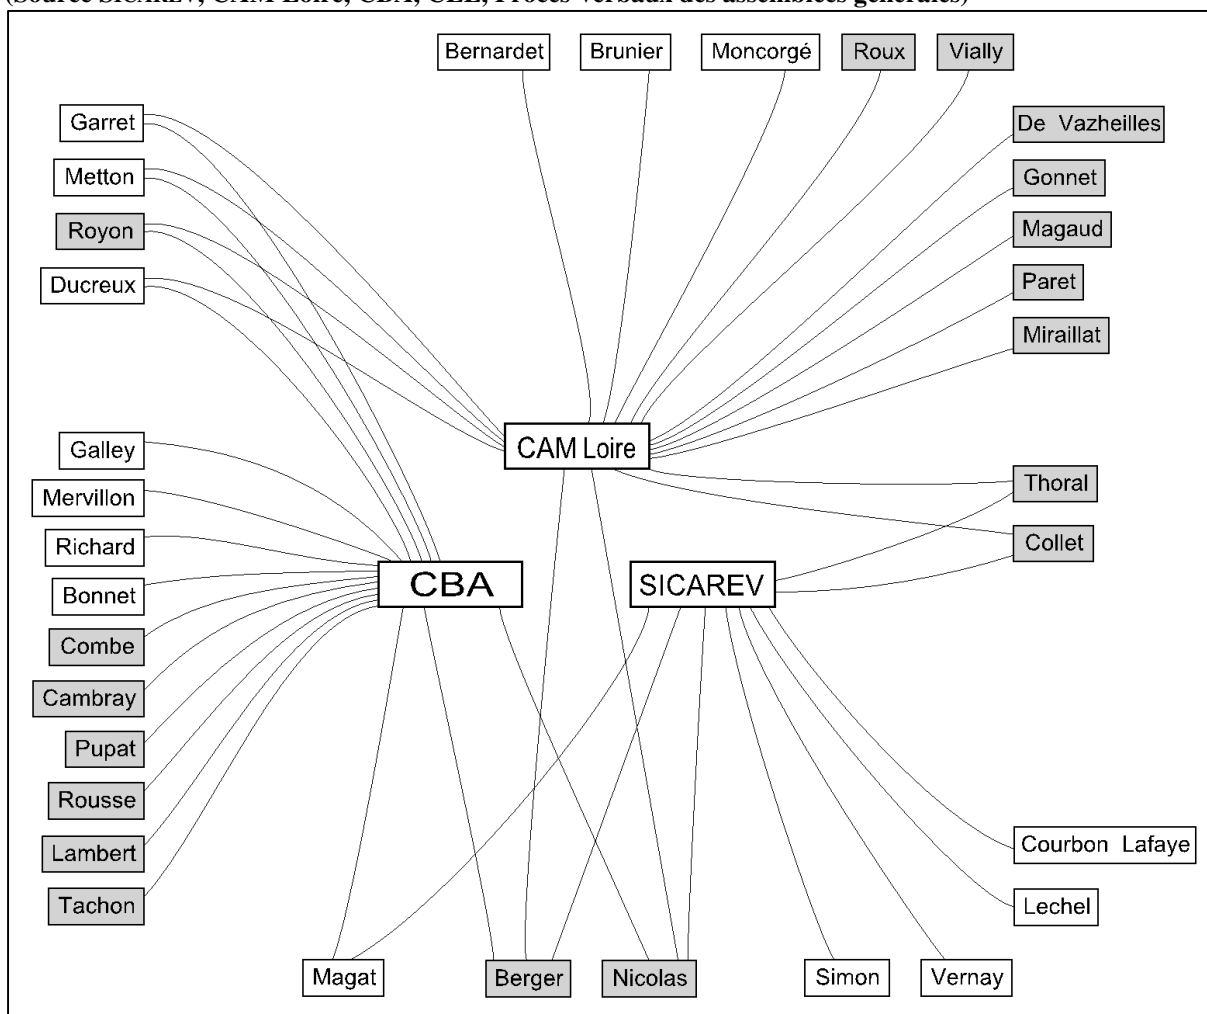 (Source SICAREV, CAM Loire, CBA, CEE, Procès-verbaux des assemblées générales)
Bernardet
Brunier
Moncorgé
Roux
Vially
Garret
De Vazheilles
Metton
Gonnet
Royon
Magaud
Ducreux
Paret
Miraillat
Galley
CAM Loire
Mervillon
Thoral
Richard
Collet
Bonnet
CBA
SICAREV
Combe
Cambray
Pupat
Rousse
Lambert
Courbon Lafaye
Tachon
Lechel
Magat
Berger
Nicolas
Simon
Vernay